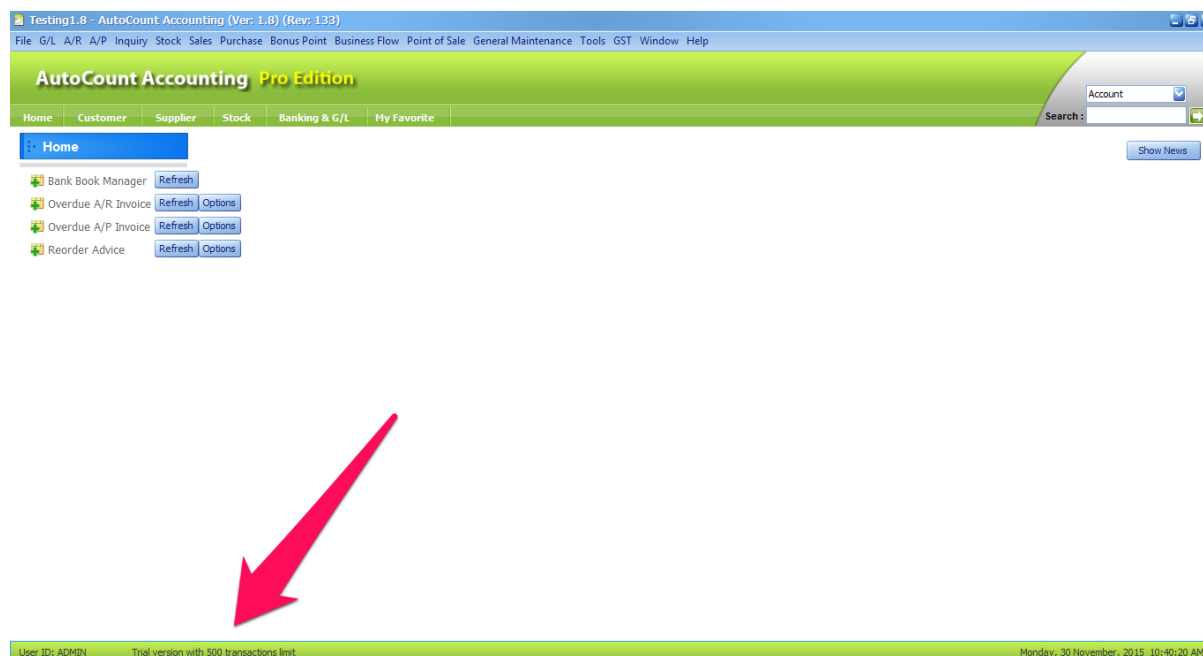 Testing1.8 - AutoCount Accounting (Ver: 1.8) (Rev: 133)
File G/L A/R A/P Inquiry Stock Sales Purchase Bonus Point Business Flow Point of Sale General Maintenance Tools GST Window Help
AutoCount Accounting Pro Edition
Account
Home Customer Supplier Stock Banking & G/L My Favorite Search :
Home
Show News
Bank Book Manager Refresh
Overdue A/R Invoice Refresh Options
Overdue A/P Invoice Refresh Options
Reorder Advice Refresh Options
User ID: ADMIN Trial version with 500 transactions limit Monday, 30 November, 2015 10:40:20 AM